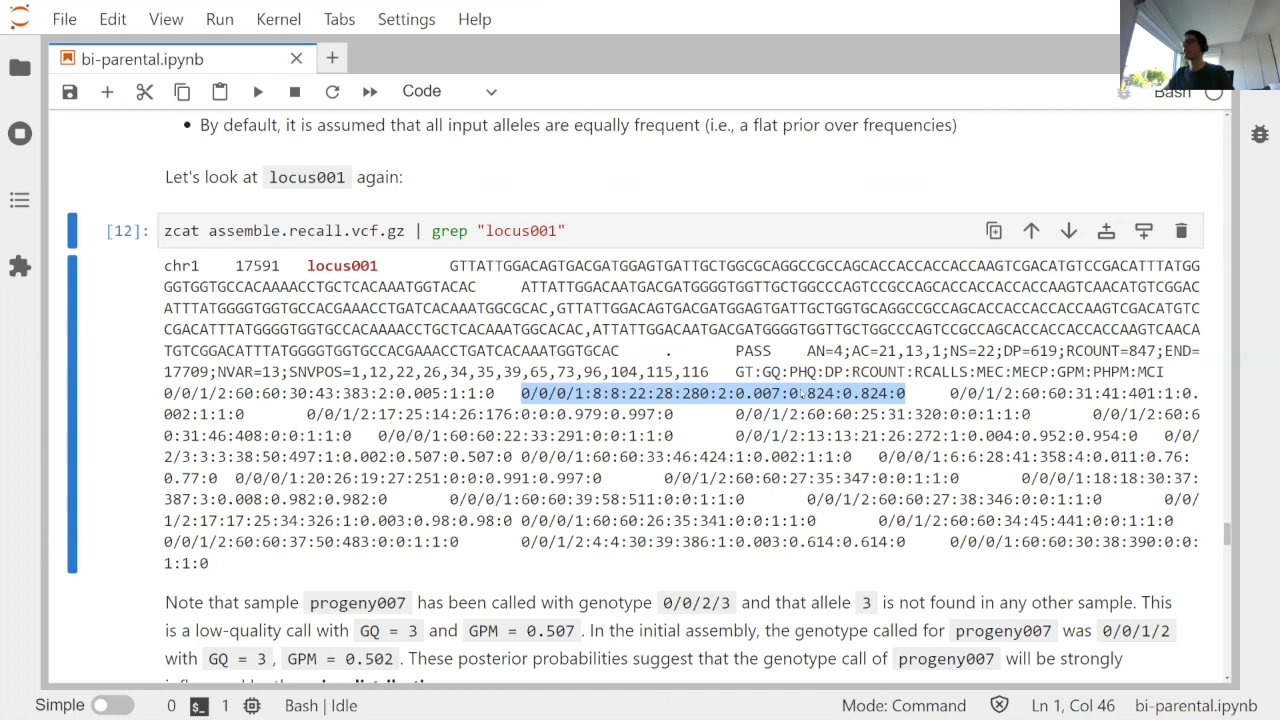 File Edit View Run Kernel Tabs Settings Help
bi-parental.ipynb
Code
Bash
By default, it is assumed that all input alleles are equally frequent (i.e., a flat prior over frequencies)
Let's look at locus001 again:
[12]: zcat assemble.recall.vcf.gz | grep "locus001"
chr1 17591 locus001 GTTATTGGACAGTGACGATGGAGTGATTGCTGGCGCAGGCCGCCAGCACCACCACCACCAAGTCGACATGTCCGACATTTATGG
GGTGGTGCCACAAAACCTGCTCACAAATGGTACAC ATTATTGGACAATGACGATGGGGTGGTTGCTGGCCCAGTCCGCCAGCACCACCACCACCAAGTCAACATGTCGGAC
ATTTATGGGGTGGTGCCACGAAACCTGATCACAAATGGCGCAC,GTTATTGGACAGTGACGATGGAGTGATTGCTGGTGCAGGCCGCCAGCACCACCACCACCAAGTCGACATGTC
CGACATTTATGGGGTGGTGCCACAAAACCTGCTCACAAATGGCACAC,ATTATTGGACAATGACGATGGGGTGGTTGCTGGCCCAGTCCGCCAGCACCACCACCACCAAGTCAACA
TGTCGGACATTTATGGGGTGGTGCCACGAAACCTGATCACAAATGGTGCAC . PASS AN=4;AC=21,13,1;NS=22;DP=619;RCOUNT=847;END=
17709;NVAR=13;SNVPOS=1,12,22,26,34,35,39,65,73,96,104,115,116 GT:GQ:PHQ:DP:RCOUNT:RCALLS:MEC:MECP:GPM:PHPM:MCI
0/0/1/2:60:60:30:43:383:2:0.005:1:1:0 0/0/0/1:8:8:22:28:280:2:0.007:0.824:0.824:0 0/0/1/2:60:60:31:41:401:1:0.
002:1:1:0 0/0/1/2:17:25:14:26:176:0:0:0.979:0.997:0 0/0/1/2:60:60:25:31:320:0:0:1:1:0 0/0/1/2:60:6
0:31:46:408:0:0:1:1:0 0/0/0/1:60:60:22:33:291:0:0:1:1:0 0/0/1/2:13:13:21:26:272:1:0.004:0.952:0.954:0 0/0/
2/3:3:3:38:50:497:1:0.002:0.507:0.507:0 0/0/0/1:60:60:33:46:424:1:0.002:1:1:0 0/0/0/1:6:6:28:41:358:4:0.011:0.76:
0.77:0 0/0/0/1:20:26:19:27:251:0:0:0.991:0.997:0 0/0/1/2:60:60:27:35:347:0:0:1:1:0 0/0/0/1:18:18:30:37:
387:3:0.008:0.982:0.982:0 0/0/0/1:60:60:39:58:511:0:0:1:1:0 0/0/1/2:60:60:27:38:346:0:0:1:1:0 0/0/
1/2:17:17:25:34:326:1:0.003:0.98:0.98:0 0/0/0/1:60:60:26:35:341:0:0:1:1:0 0/0/1/2:60:60:34:45:441:0:0:1:1:0
0/0/1/2:60:60:37:50:483:0:0:1:1:0 0/0/1/2:4:4:30:39:386:1:0.003:0.614:0.614:0 0/0/0/1:60:60:30:38:390:0:0:
1:1:0
Note that sample progeny007 has been called with genotype 0/0/2/3 and that allele 3 is not found in any other sample. This
is a low-quality call with GQ = 3 and GPM = 0.507. In the initial assembly, the genotype called for progeny007 was 0/0/1/2
with GQ = 3, GPM = 0.502. These posterior probabilities suggest that the genotype call of progeny007 will be strongly
Simple 0 1 Bash | Idle Mode: Command Ln 1, Col 46 bi-parental.ipynb